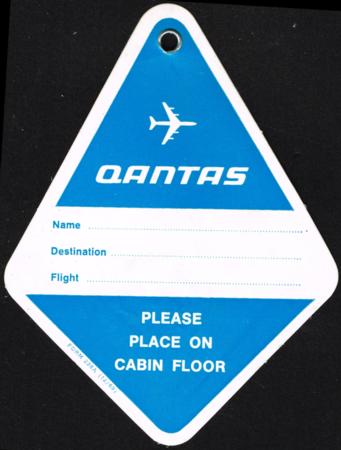 QANTAS
Name
Destination
Flight
PLEASE
PLACE ON
CABIN FLOOR